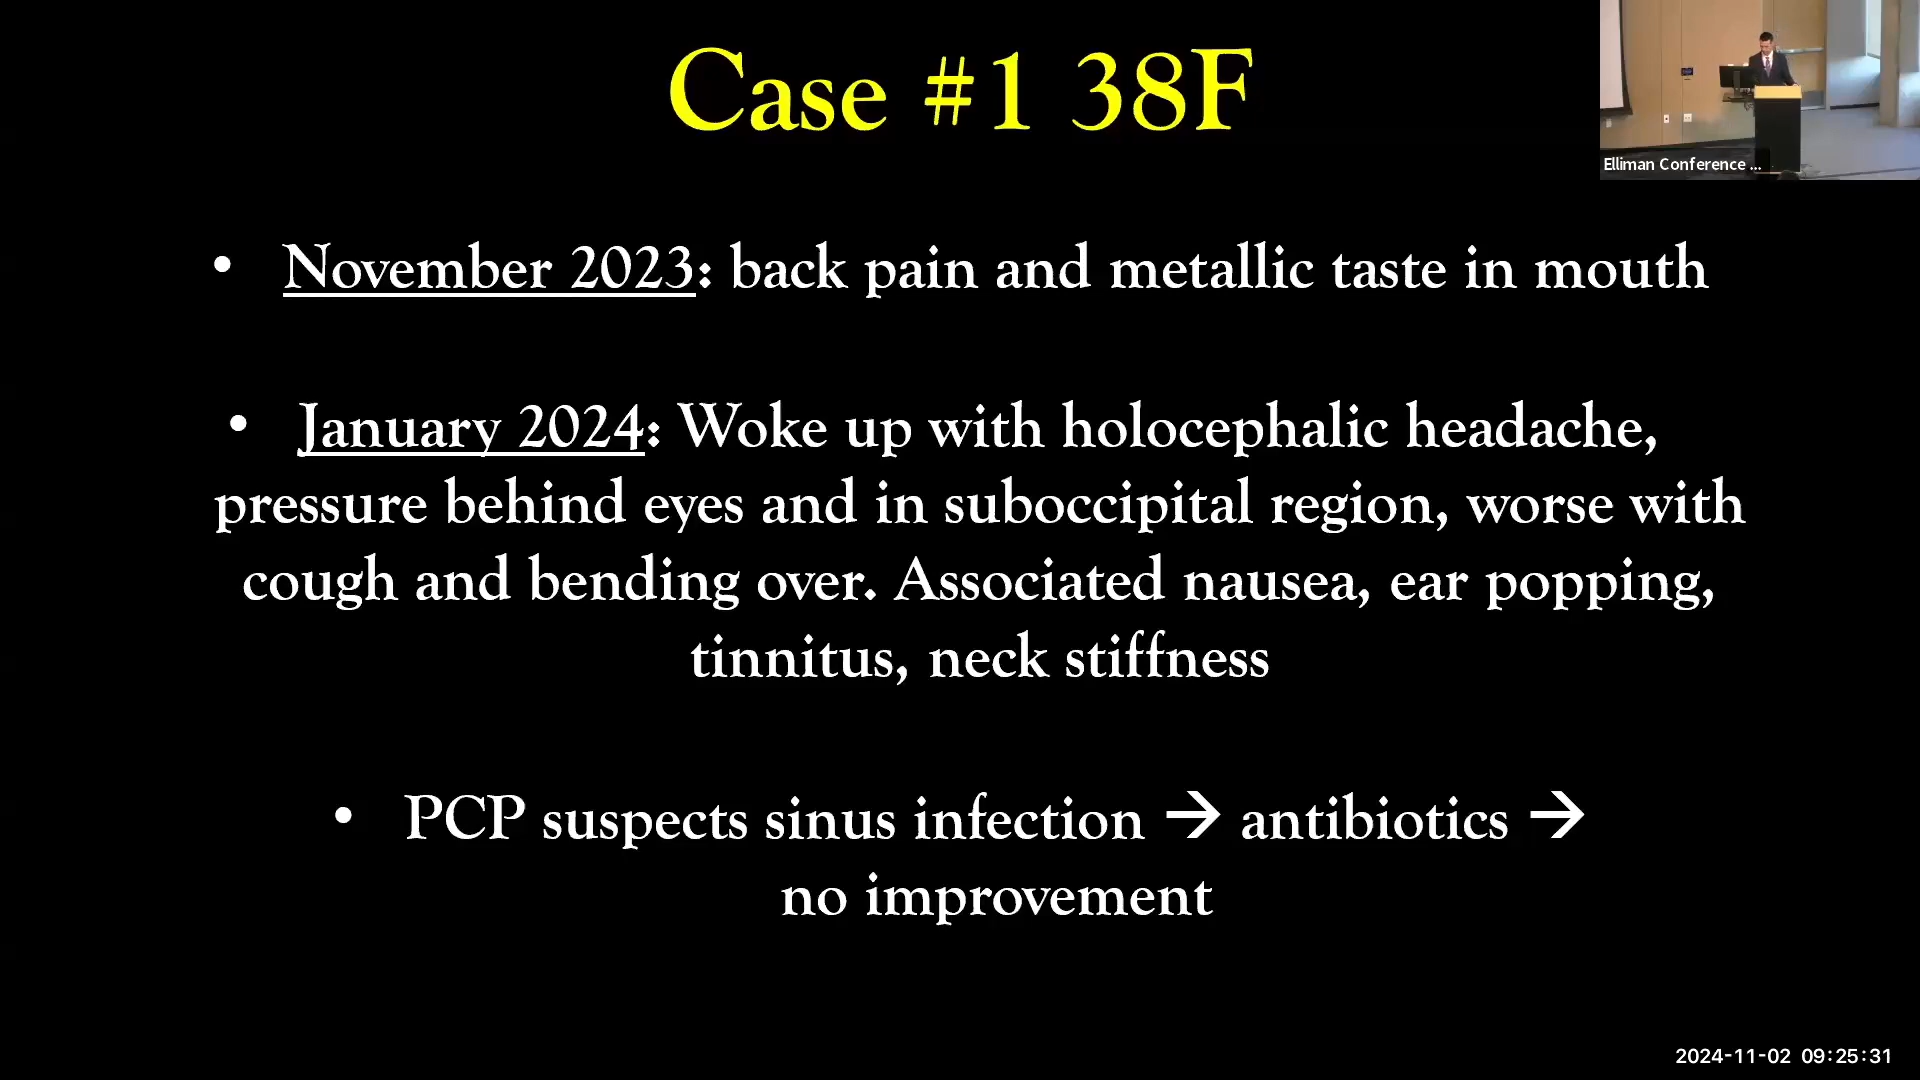 Case #1 38F
Elliman Conference ...
• November 2023: back pain and metallic taste in mouth
• January 2024: Woke up with holocephalic headache,
pressure behind eyes and in suboccipital region, worse with
cough and bending over. Associated nausea, ear popping,
tinnitus, neck stiffness
• PCP suspects sinus infection → antibiotics →
no improvement
2024-11-02 09:25:31